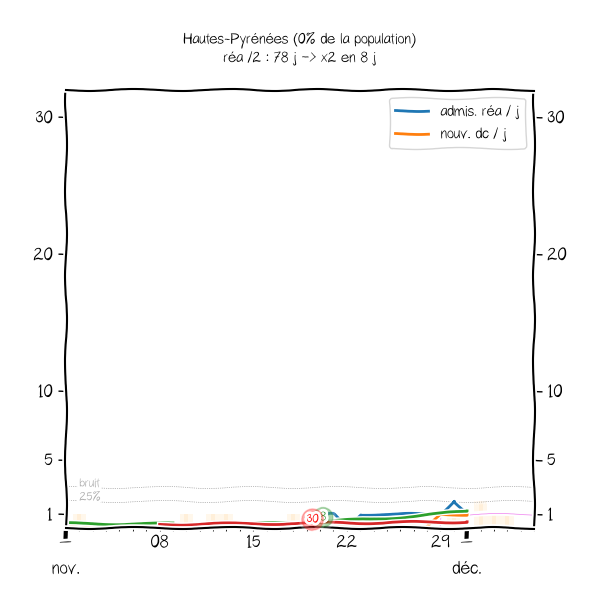 Hautes-Pyrénées (0% de la population)
réa /2 : 78 j -> x2 en 8 j
admis. réa / j
nouv. dc / j
30
30
20
20
10
10
5
5
bruit
25%
1
1
30
08
15
22
29
nov.
déc.